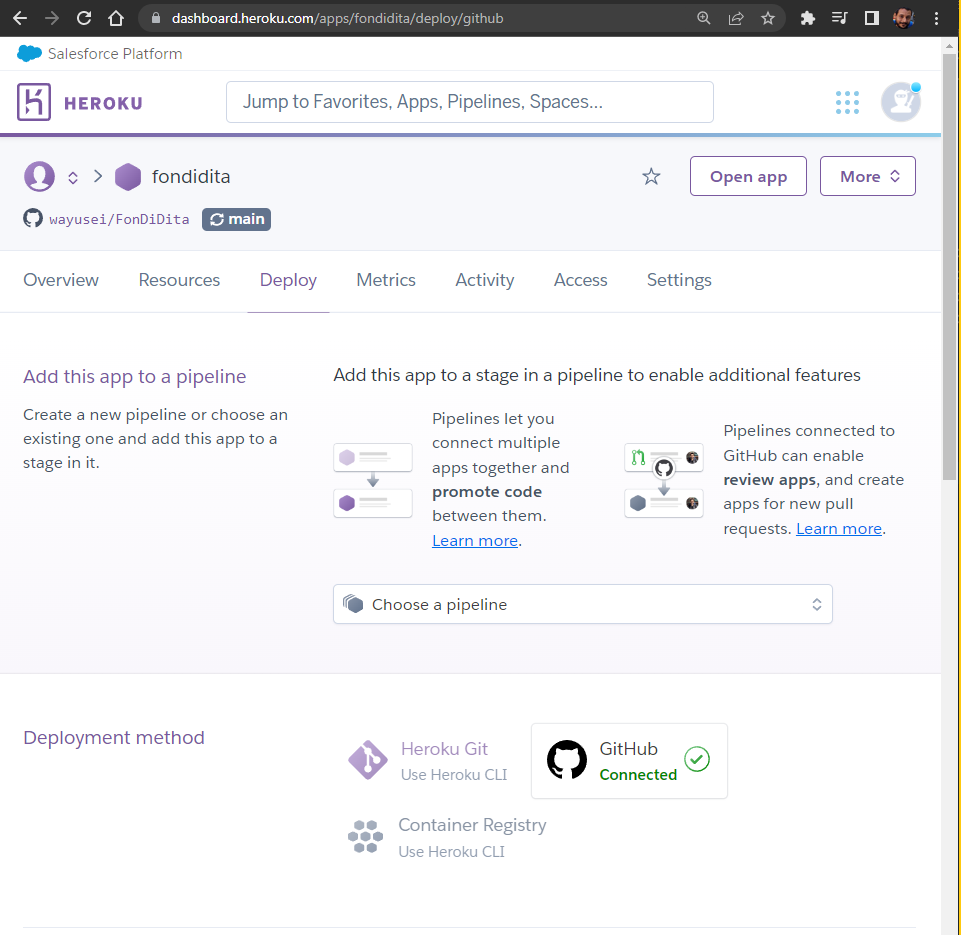 dashboard.heroku.com/apps/fondidita/deploy/github
Salesforce Platform
HEROKU
Jump to Favorites, Apps, Pipelines, Spaces...
fondidita
Open app
More
wayusei/FonDiDita
main
Overview
Resources
Deploy
Metrics
Activity
Access
Settings
Add this app to a pipeline
Create a new pipeline or choose an
existing one and add this app to a
stage in it.
Add this app to a stage in a pipeline to enable additional features
Pipelines let you
connect multiple
apps together and
promote code
between them.
Learn more.
Pipelines connected to
GitHub can enable
review apps, and create
apps for new pull
requests. Learn more.
Choose a pipeline
Deployment method
Heroku Git
Use Heroku CLI
GitHub
Connected
Container Registry
Use Heroku CLI